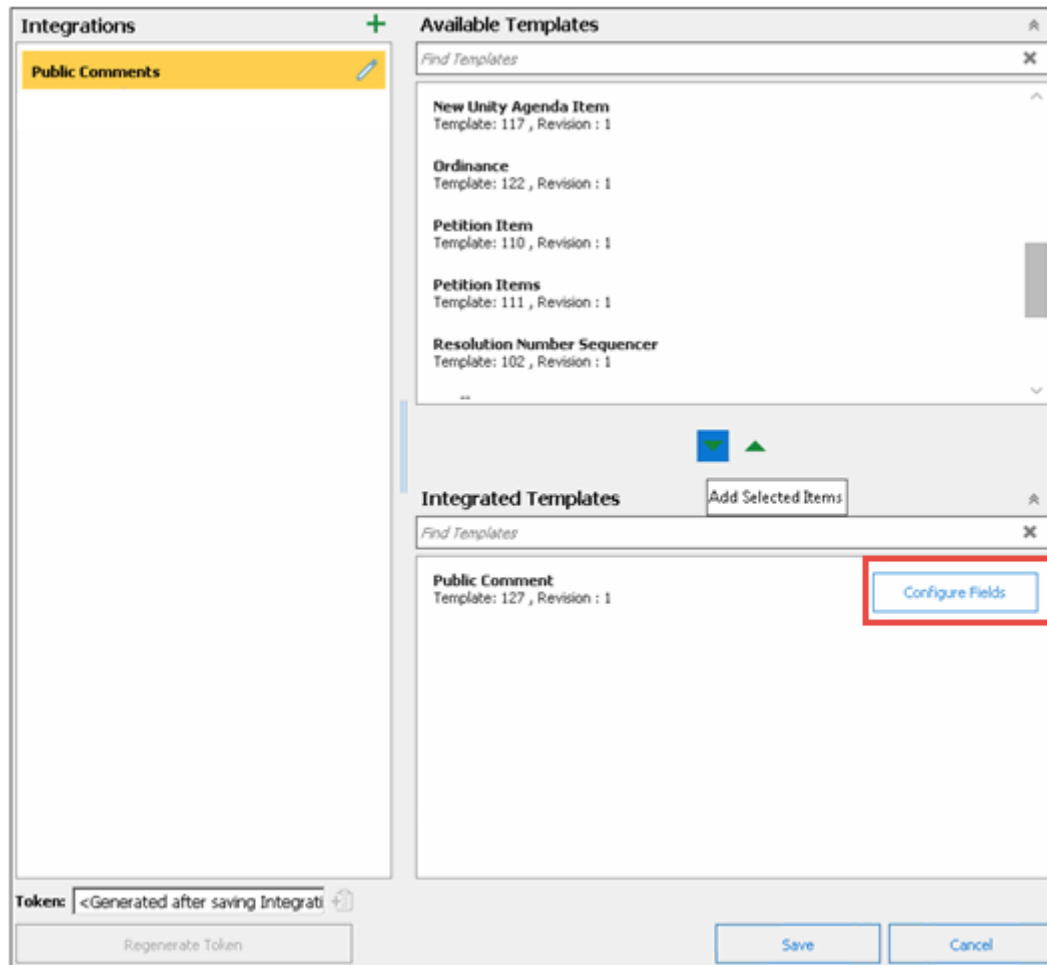 Integrations
Public Comments
Available Templates
Find Templates
New Unity Agenda Item
Template: 117 , Revision : 1
Ordinance
Template: 122 , Revision : 1
Petition Item
Template: 110 , Revision : 1
Petition Items
Template: 111 , Revision : 1
Resolution Number Sequencer
Template: 102 , Revision : 1
Add Selected Items
Integrated Templates
Find Templates
Public Comment
Template: 127 , Revision : 1
Configure Fields
Token: <Generated after saving Integrati
Regenerate Token
Save
Cancel